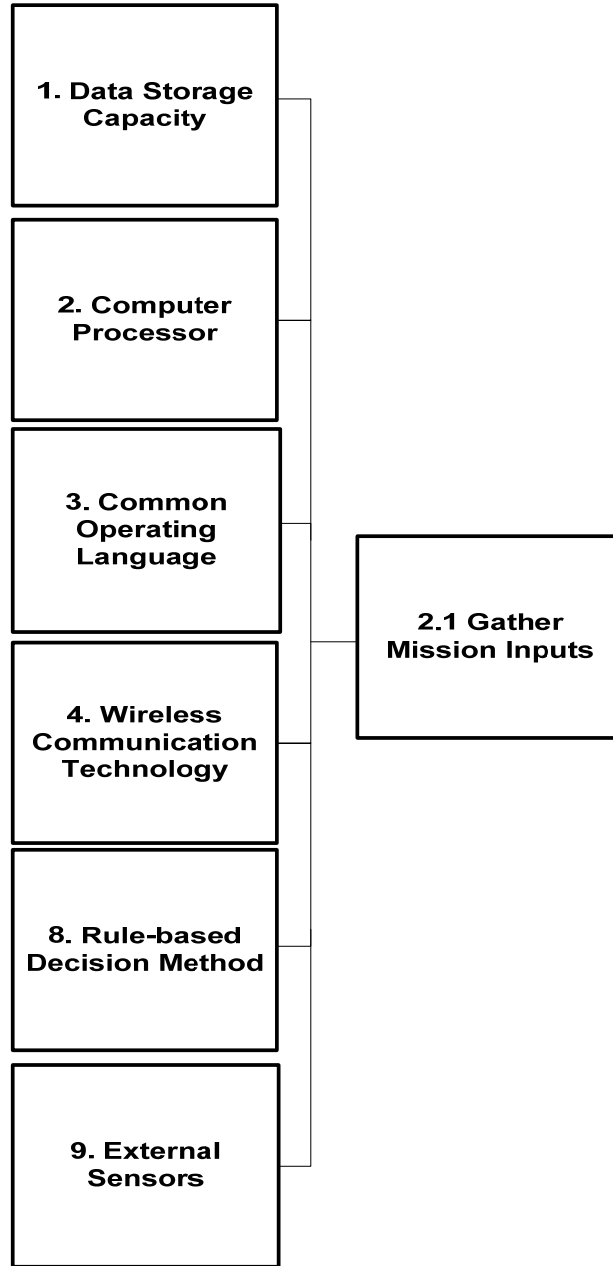 1. Data Storage
Capacity
2. Computer
Processor
3. Common
Operating
Language
2.1 Gather
Mission Inputs
4. Wireless
Communication
Technology
8. Rule-based
Decision Method
9. External
Sensors